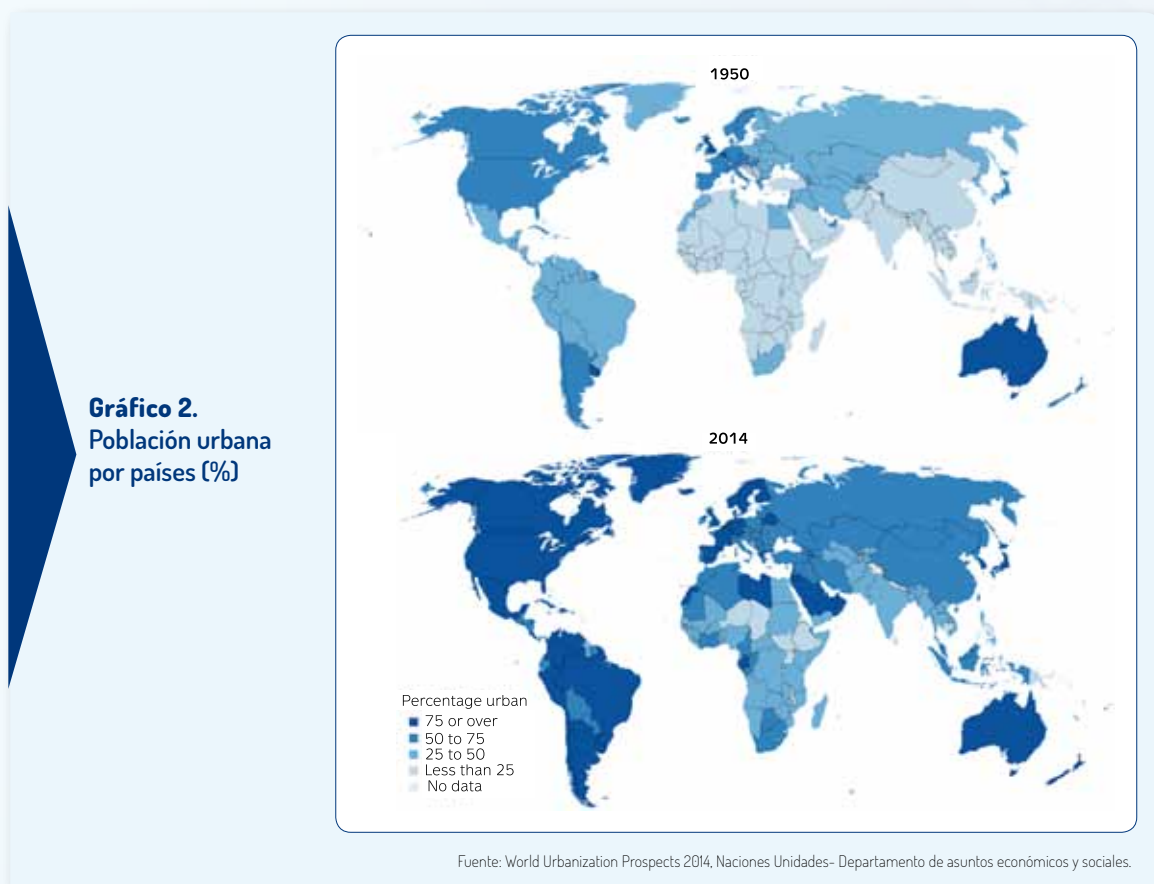 Gráfico 2.
Población urbana
por países (%)
1950
2014
Percentage urban
75 or over
50 to 75
25 to 50
Less than 25
No data
Fuente: World Urbanization Prospects 2014, Naciones Unidas- Departamento de asuntos económicos y sociales.